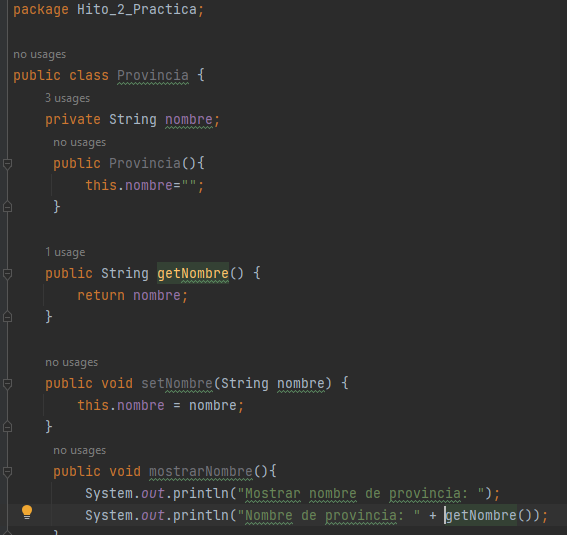 package Hito_2_Practica;
no usages
public class Provincia {
3 usages
private String nombre;
no usages
public Provincia(){
this.nombre="";
}
1 usage
public String getNombre() {
return nombre;
}
no usages
public void setNombre(String nombre) {
this.nombre = nombre;
}
no usages
public void mostrarNombre(){
System.out.println("Mostrar nombre de provincia: ");
System.out.println("Nombre de provincia: " + getNombre());
}